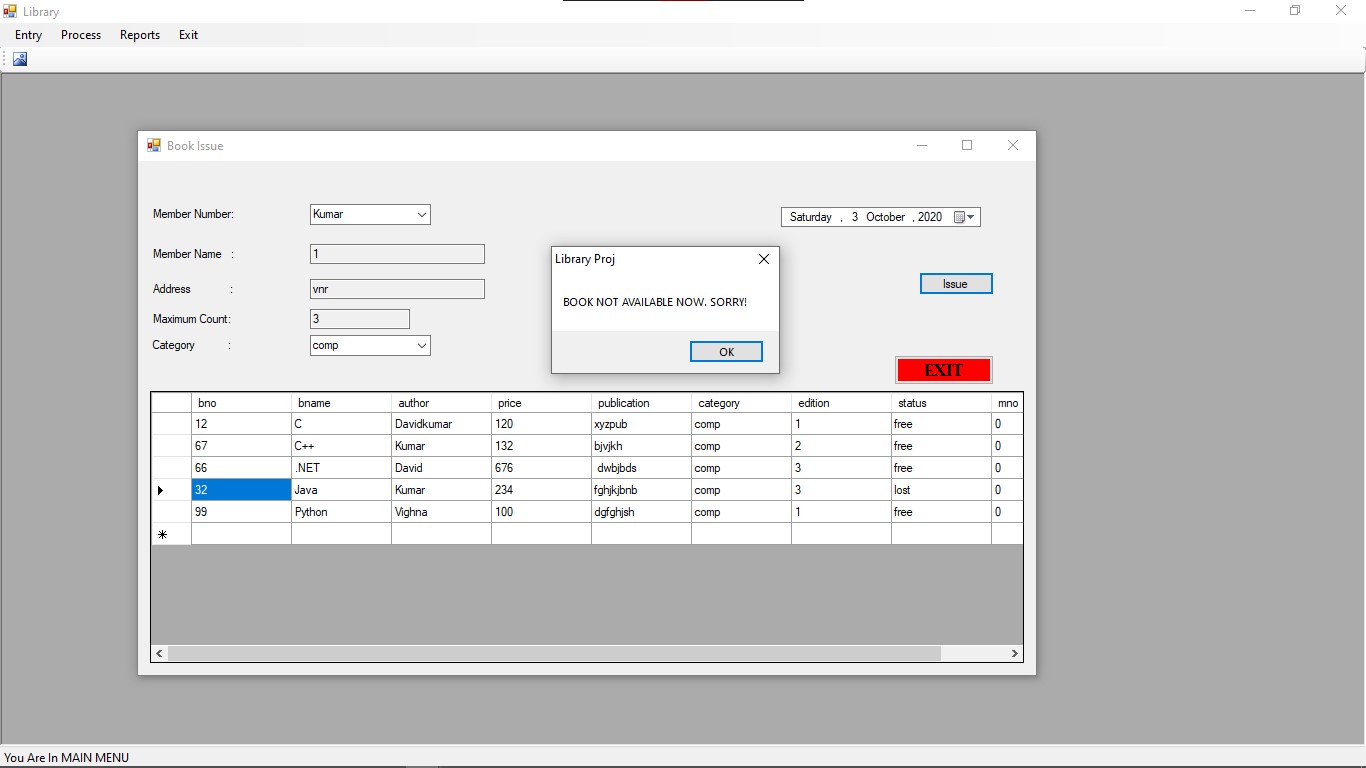 Library
Entry Process Reports Exit
Book Issue
Member Number: Kumar
Saturday , 3 October , 2020
Member Name : 1
Library Proj
BOOK NOT AVAILABLE NOW. SORRY!
OK
Issue
Address : vnr
Maximum Count: 3
Category : comp
EXIT
bno bname author price publication category edition status mno
12 C Davidkumar 120 xyzpub comp 1 free 0
67 C++ Kumar 132 bjvjkh comp 2 free 0
66 .NET David 676 dwbjbds comp 3 free 0
32 Java Kumar 234 fghjkjbnb comp 3 lost 0
99 Python Vighna 100 dgfghjsh comp 1 free 0
You Are In MAIN MENU